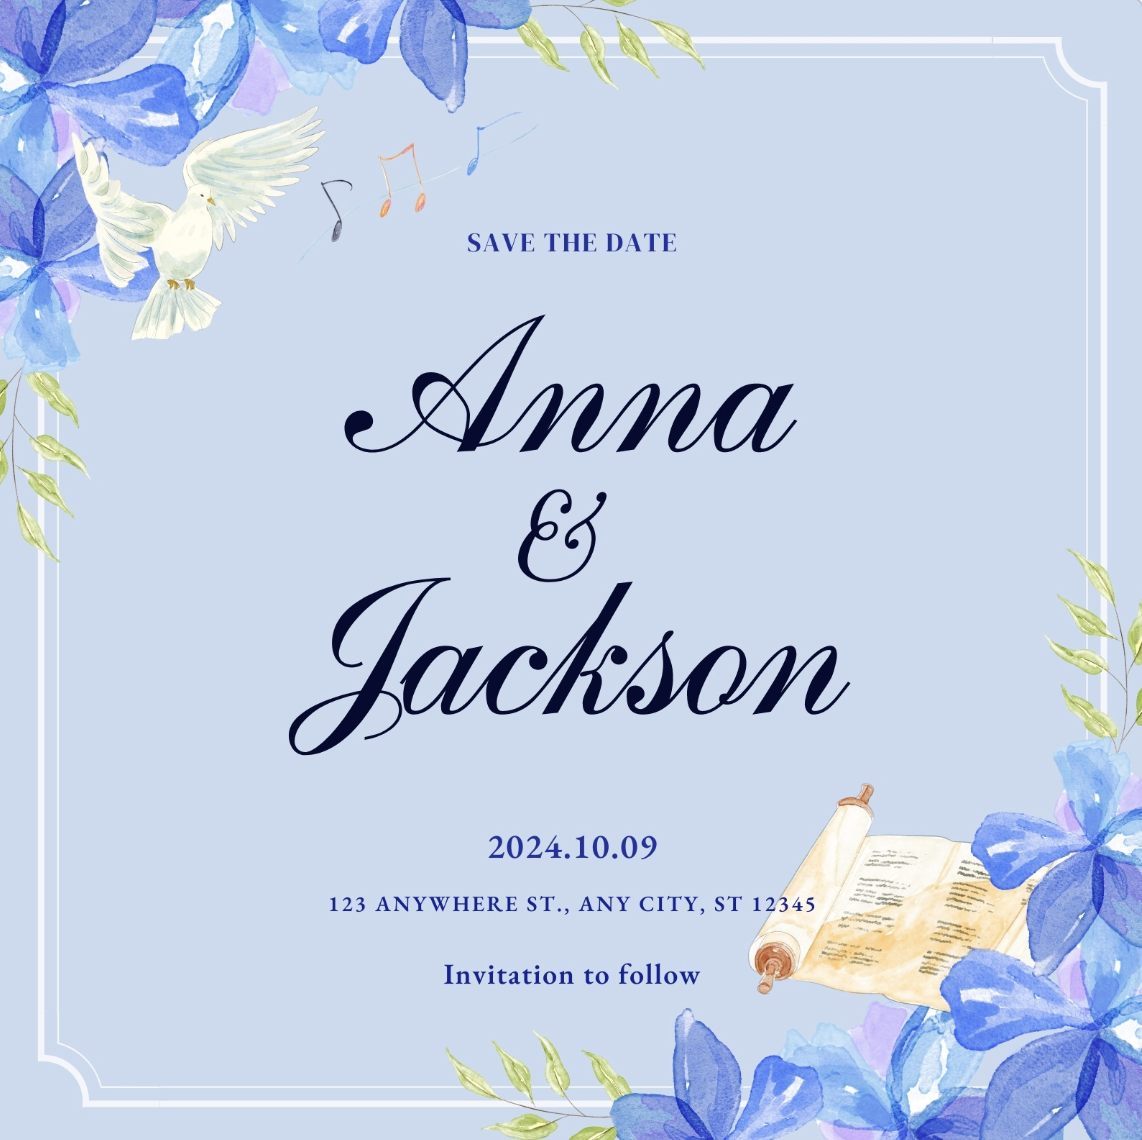 SAVE THE DATE
Anna
&
Jackson
2024.10.09
123 ANYWHERE ST., ANY CITY, ST 12345
Invitation to follow